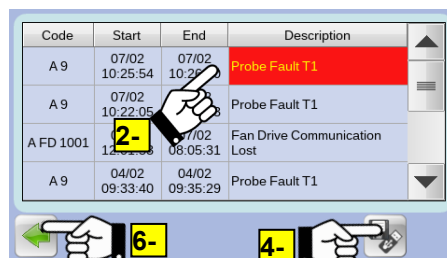 Code Start End Description
A 9 07/02 10:25:54 07/02 Probe Fault T1
A 9 07/02 10:22:05 Probe Fault T1
A FD 1001 07/02 08:05:31 Fan Drive Communication Lost
A 9 04/02 09:33:40 04/02 09:35:29 Probe Fault T1
2-
6-
4-